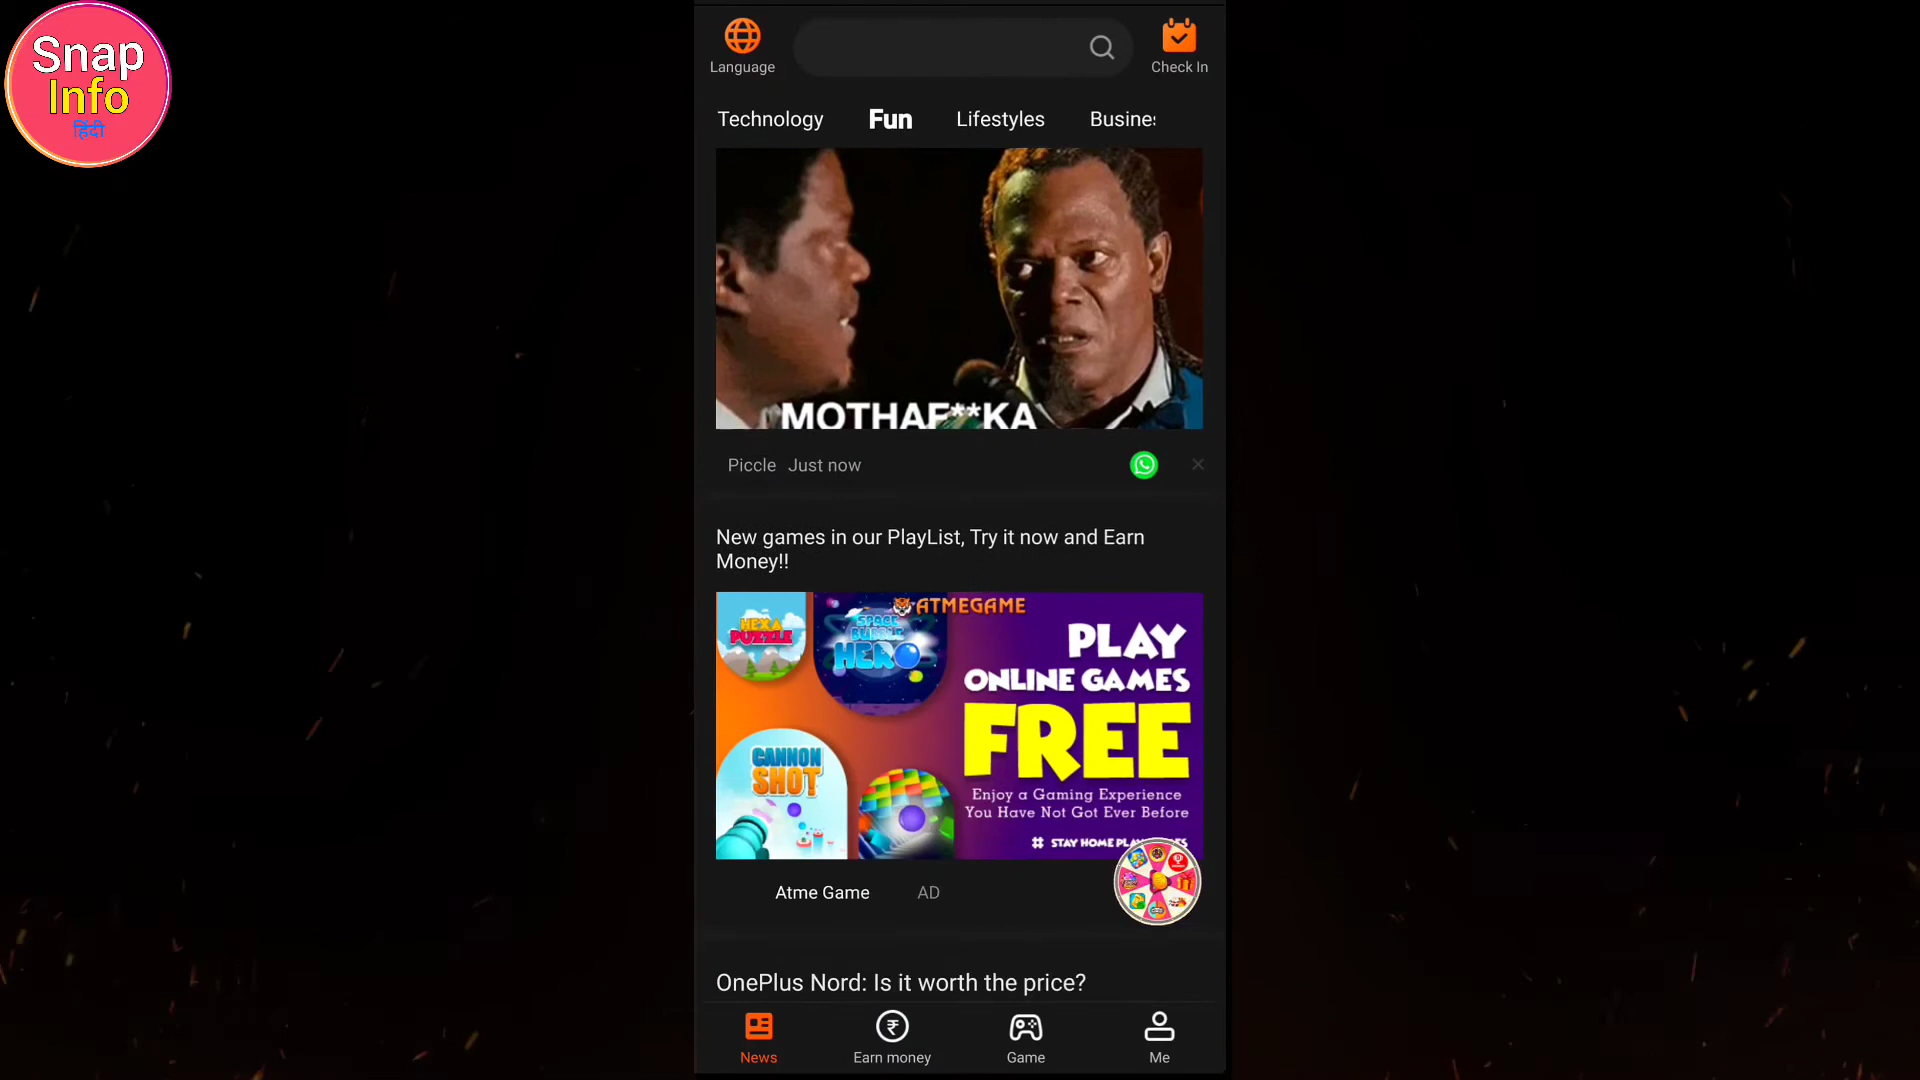 Snap
Info
हिंदी
Language
Check In
Technology
Fun
Lifestyles
Busines
MOTHAF**KA
Piccle Just now
New games in our PlayList, Try it now and Earn
Money!!
ATMEGAME
HEXA
PUZZLE
SPACE
BUBBLE
HERO
PLAY
ONLINE GAMES
FREE
CANNON
SHOT
Enjoy a Gaming Experience
You Have Not Got Ever Before
# STAY HOME PLAY
Atme Game AD
OnePlus Nord: Is it worth the price?
News
Earn money
Game
Me